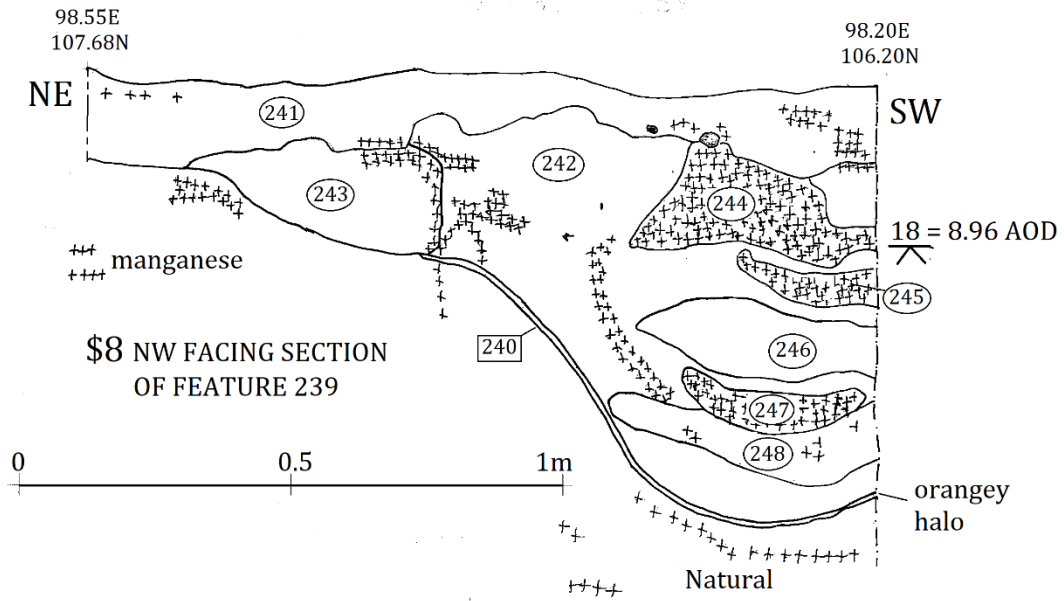 98.55E
107.68N
98.20E
106.20N
NE
SW
241
242
243
244
18 = 8.96 AOD
manganese
245
$8 NW FACING SECTION
OF FEATURE 239
240
246
247
248
0
0.5
1m
orangey
halo
Natural